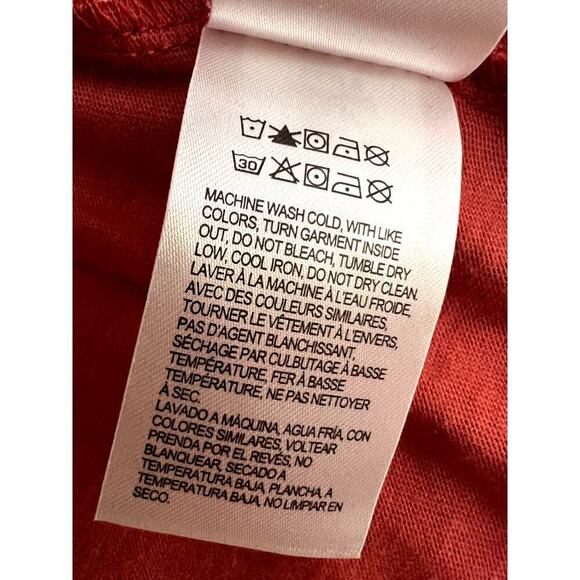 30
MACHINE WASH COLD, WITH LIKE
COLORS, TURN GARMENT INSIDE
OUT, DO NOT BLEACH, TUMBLE DRY
LOW, COOL IRON, DO NOT DRY CLEAN.
LAVER À LA MACHINE À L'EAU FROIDE,
AVEC DES COULEURS SIMILAIRES,
TOURNER LE VÊTEMENT À L'ENVERS,
PAS D'AGENT BLANCHISSANT,
SÉCHAGE PAR CULBUTAGE À BASSE
TEMPÉRATURE, FER À BASSE
TEMPÉRATURE, NE PAS NETTOYER
À SEC.
LAVADO A MÁQUINA, AGUA FRÍA, CON
COLORES SIMILARES, VOLTEAR
PRENDA POR EL REVÉS, NO
BLANQUEAR, SECADO A
TEMPERATURA BAJA, PLANCHA, A
TEMPERATURA BAJA, NO LIMPIAR EN
SECO.